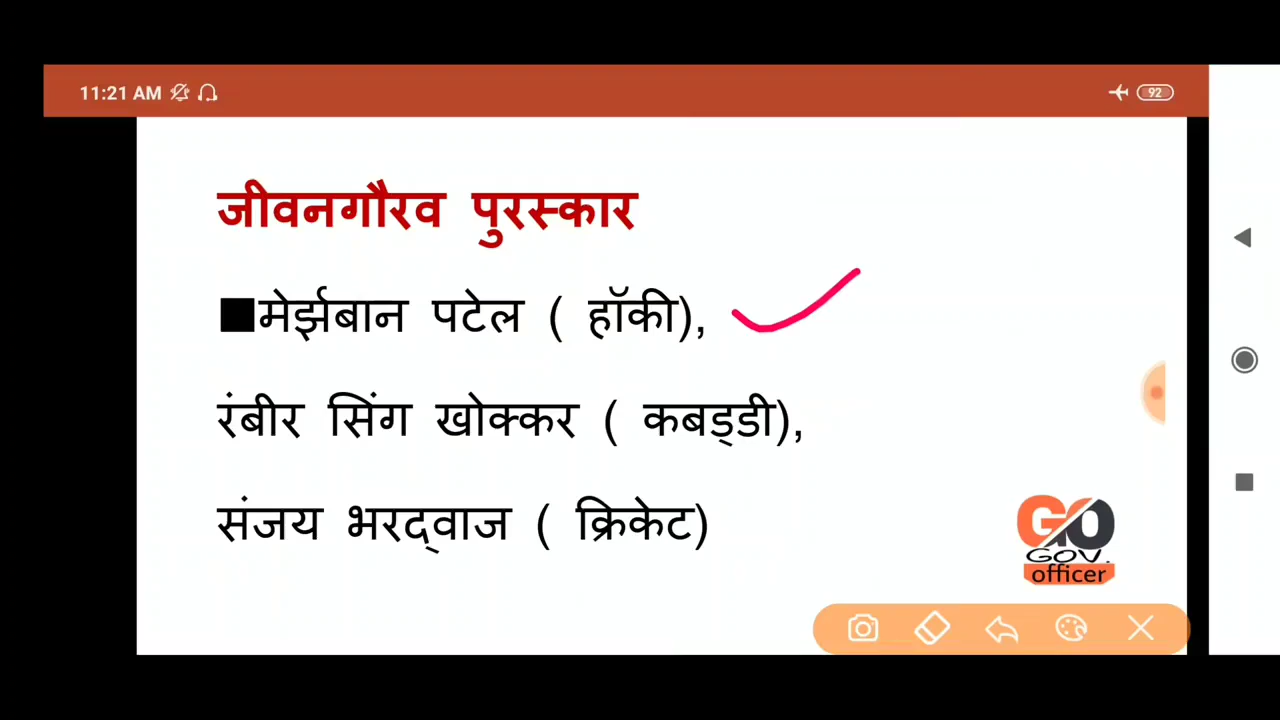 11:21 AM 92
जीवनगौरव पुरस्कार
■मेर्झबान पटेल ( हॉकी),
रंबीर सिंग खोक्कर ( कबड्डी),
संजय भरद्वाज ( क्रिकेट)
GO
GOV.
officer